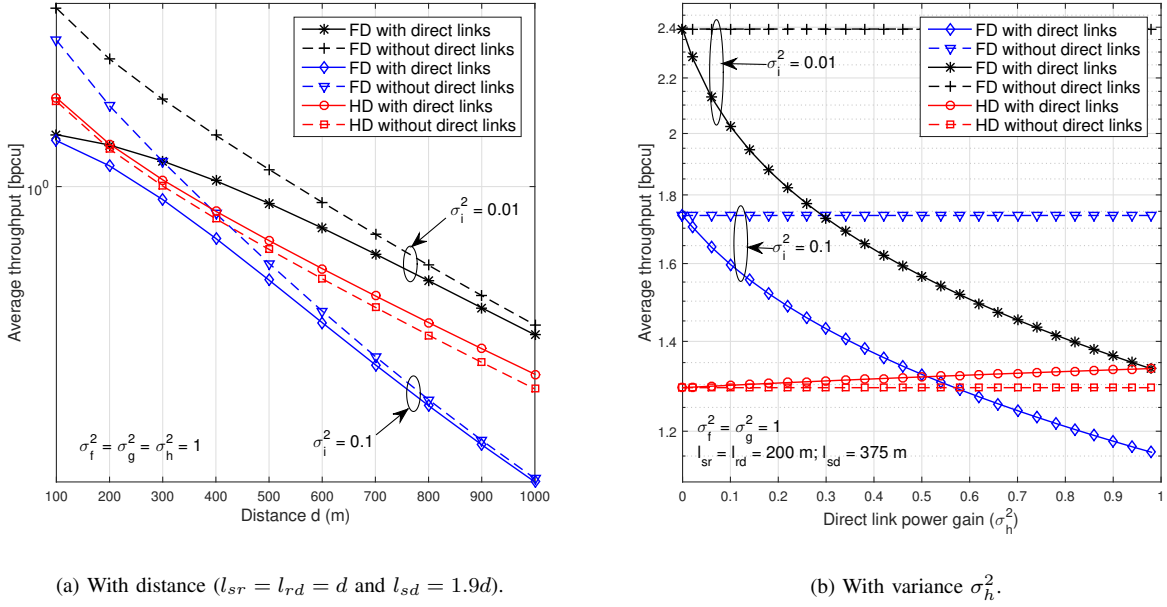 FD with direct links
FD without direct links
FD with direct links
FD without direct links
HD with direct links
HD without direct links
Average throughput [bpcu]
10^0
σ_i^2 = 0.01
σ_i^2 = 0.1
σ_f^2 = σ_g^2 = σ_h^2 = 1
100 200 300 400 500 600 700 800 900 1000
Distance d (m)
(a) With distance (l_sr = l_rd = d and l_sd = 1.9d).
FD with direct links
FD without direct links
FD with direct links
FD without direct links
HD with direct links
HD without direct links
Average throughput [bpcu]
2.4
2.2
2
1.8
1.6
1.4
1.2
σ_i^2 = 0.01
σ_i^2 = 0.1
σ_f^2 = σ_g^2 = 1
l_sr = l_rd = 200 m; l_sd = 375 m
0 0.1 0.2 0.3 0.4 0.5 0.6 0.7 0.8 0.9 1
Direct link power gain (σ_h^2)
(b) With variance σ_h^2.